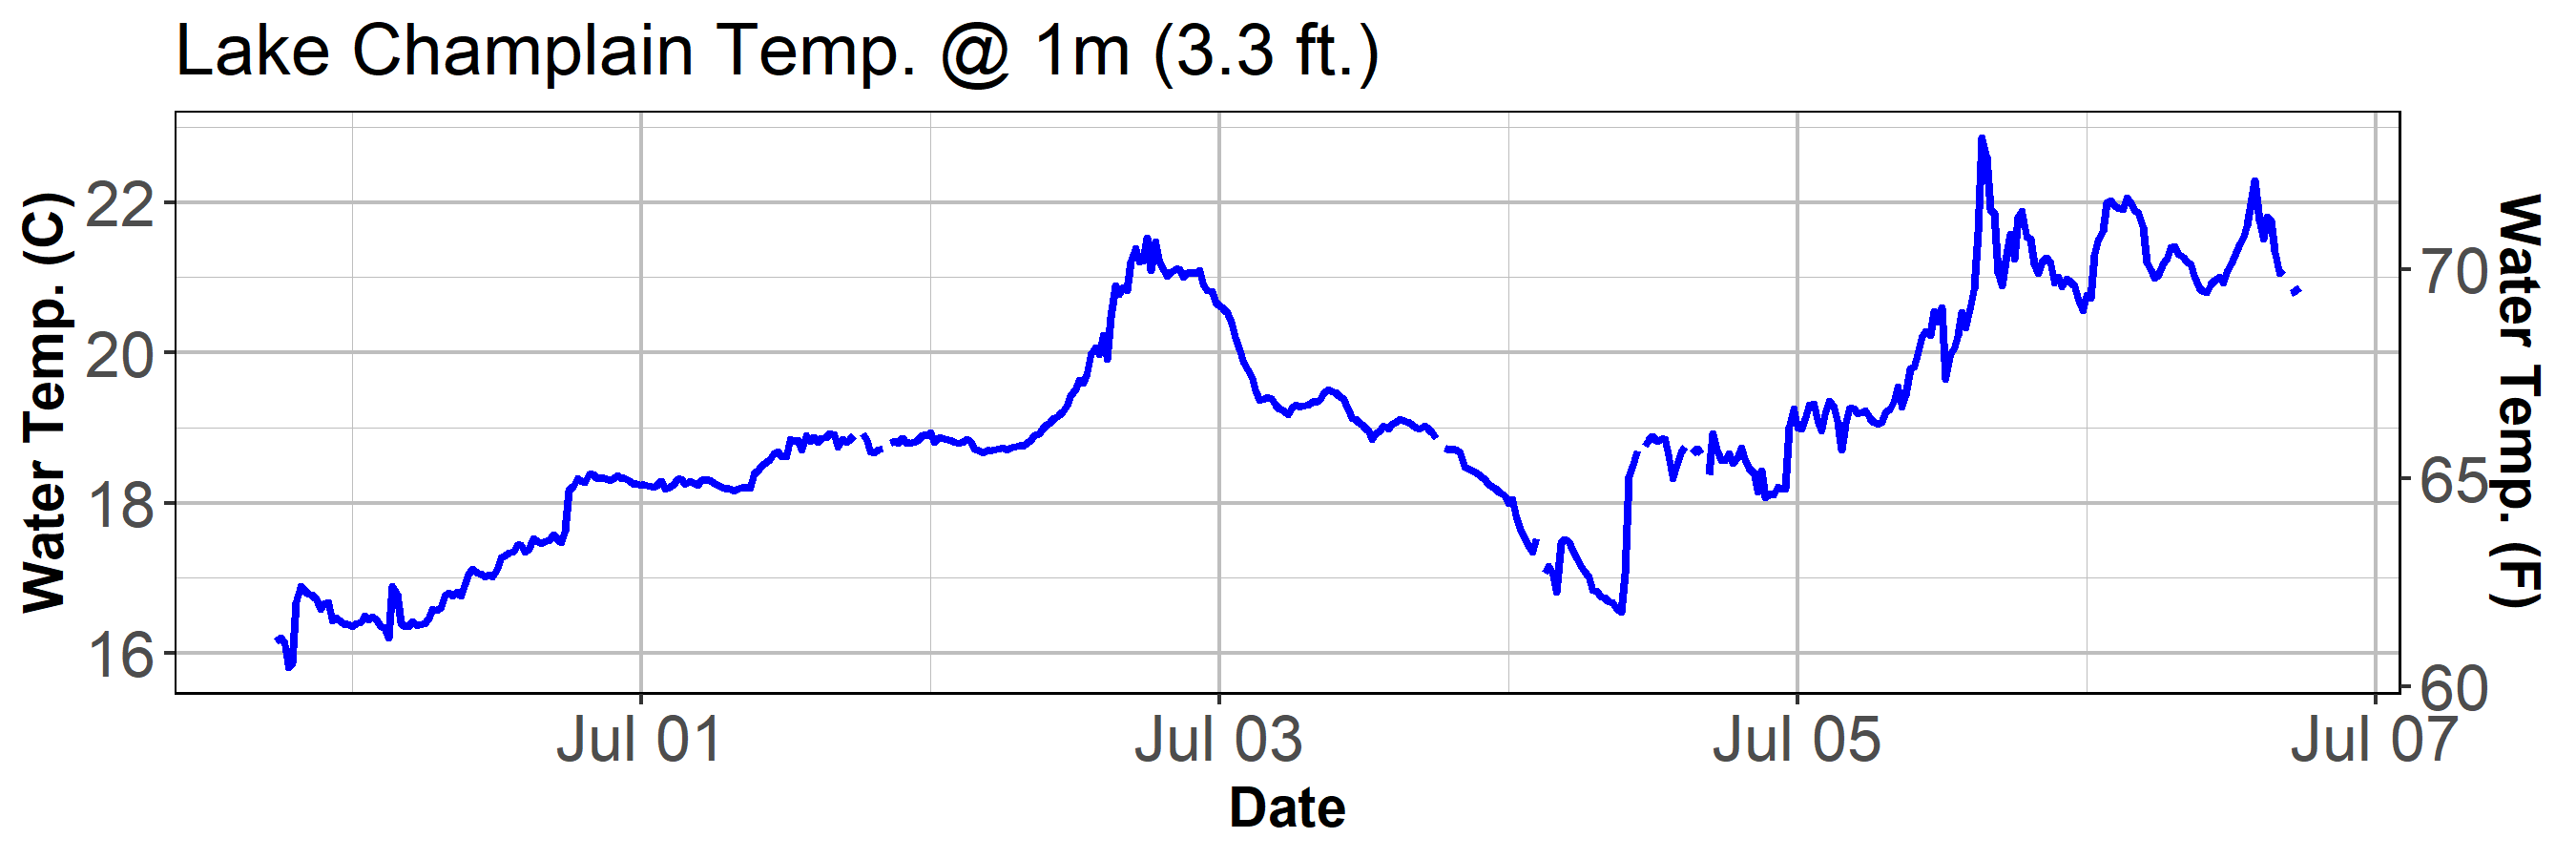 Lake Champlain Temp. @ 1m (3.3 ft.)
Water Temp. (C)
22
20
18
16
70
65
60
Water Temp. (F)
Jul 01
Jul 03
Jul 05
Jul 07
Date